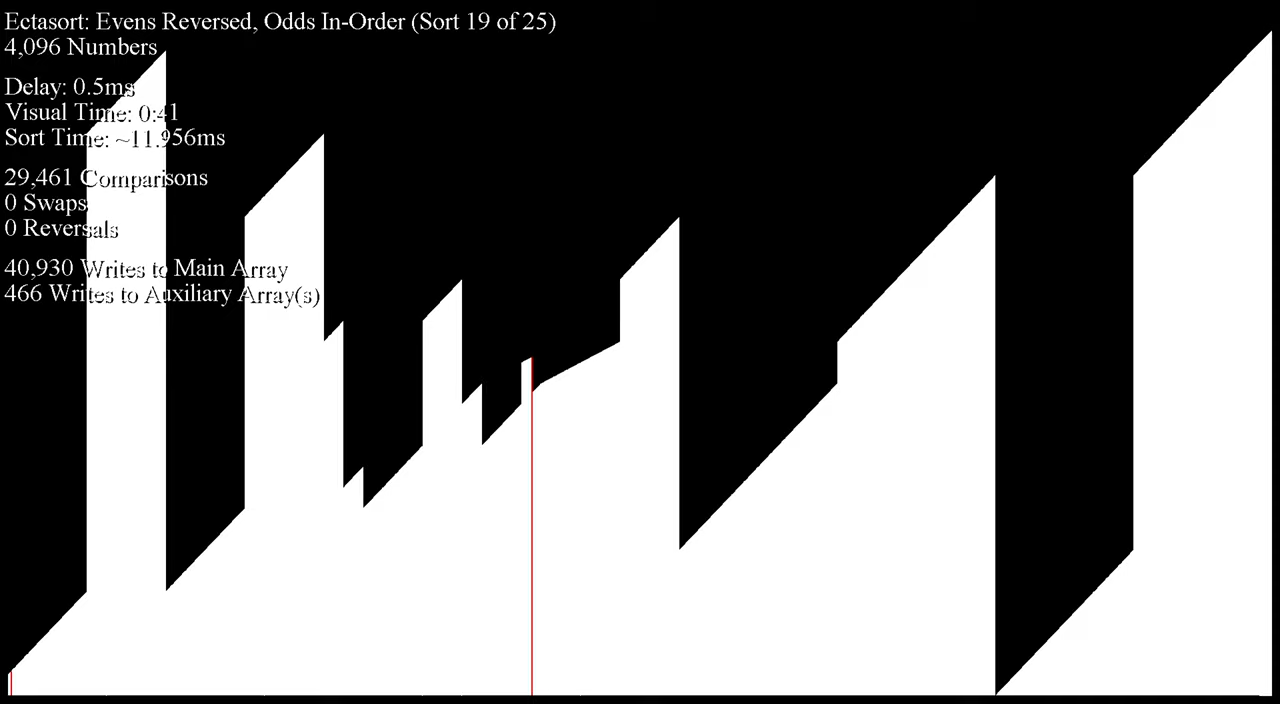 Ectasort: Evens Reversed, Odds In-Order (Sort 19 of 25)
4,096 Numbers
Delay: 0.5ms
Visual Time: 0:41
Sort Time: ~11.956ms
29,461 Comparisons
0 Swaps
0 Reversals
40,930 Writes to Main Array
466 Writes to Auxiliary Array(s)